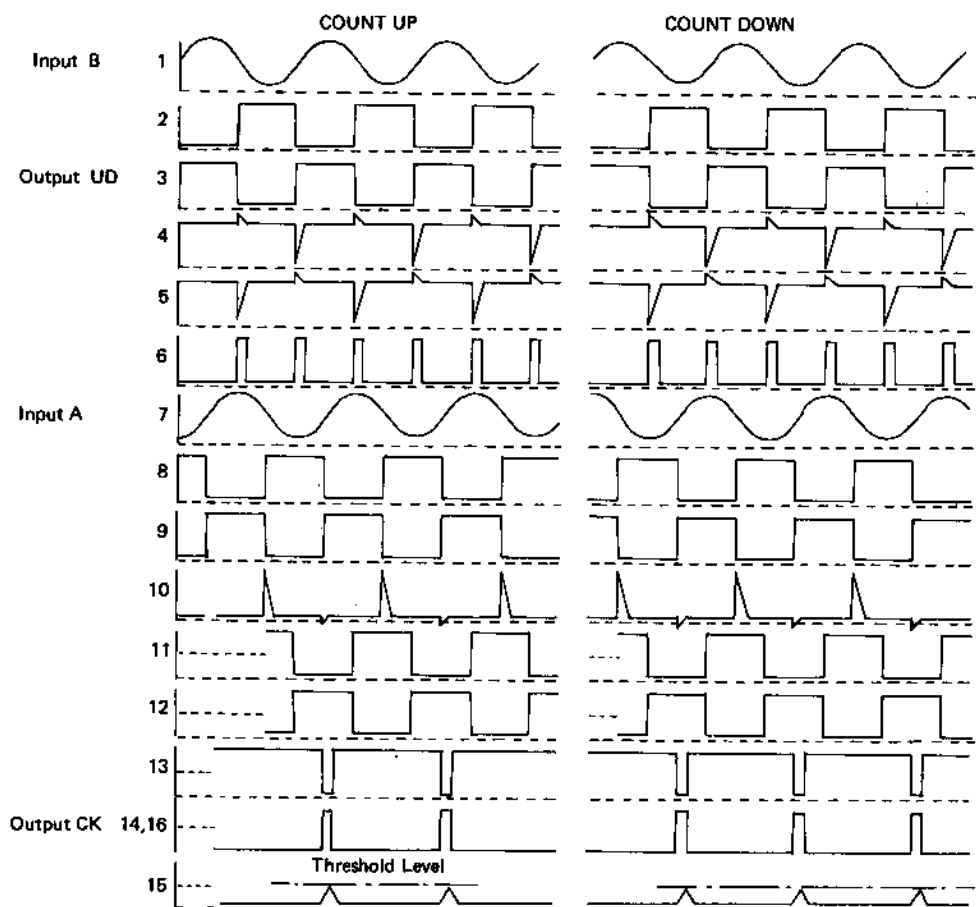 COUNT UP COUNT DOWN
Input B 1
2
Output UD 3
4
5
6
Input A 7
8
9
10
11
12
13
Output CK 14,16
Threshold Level
15